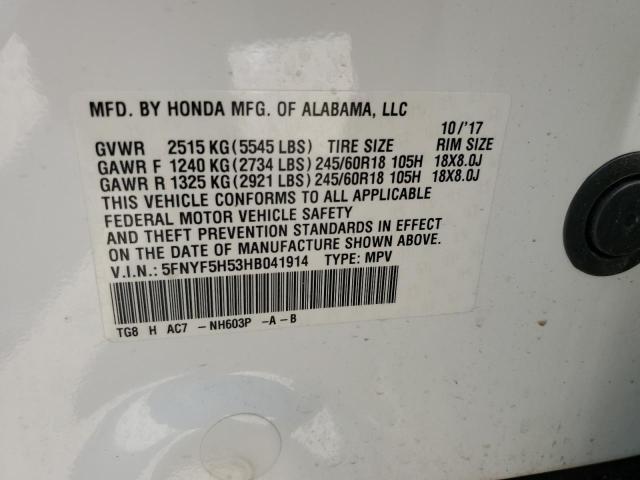 MFD. BY HONDA MFG. OF ALABAMA, LLC
10/'17
GVWR 2515 KG (5545 LBS) TIRE SIZE RIM SIZE
GAWR F 1240 KG (2734 LBS) 245/60R18 105H 18X8.0J
GAWR R 1325 KG (2921 LBS) 245/60R18 105H 18X8.0J
THIS VEHICLE CONFORMS TO ALL APPLICABLE
FEDERAL MOTOR VEHICLE SAFETY
AND THEFT PREVENTION STANDARDS IN EFFECT
ON THE DATE OF MANUFACTURE SHOWN ABOVE.
V.I.N.: 5FNYF5H53HB041914 TYPE: MPV
TG8 H AC7 -NH603P -A-B